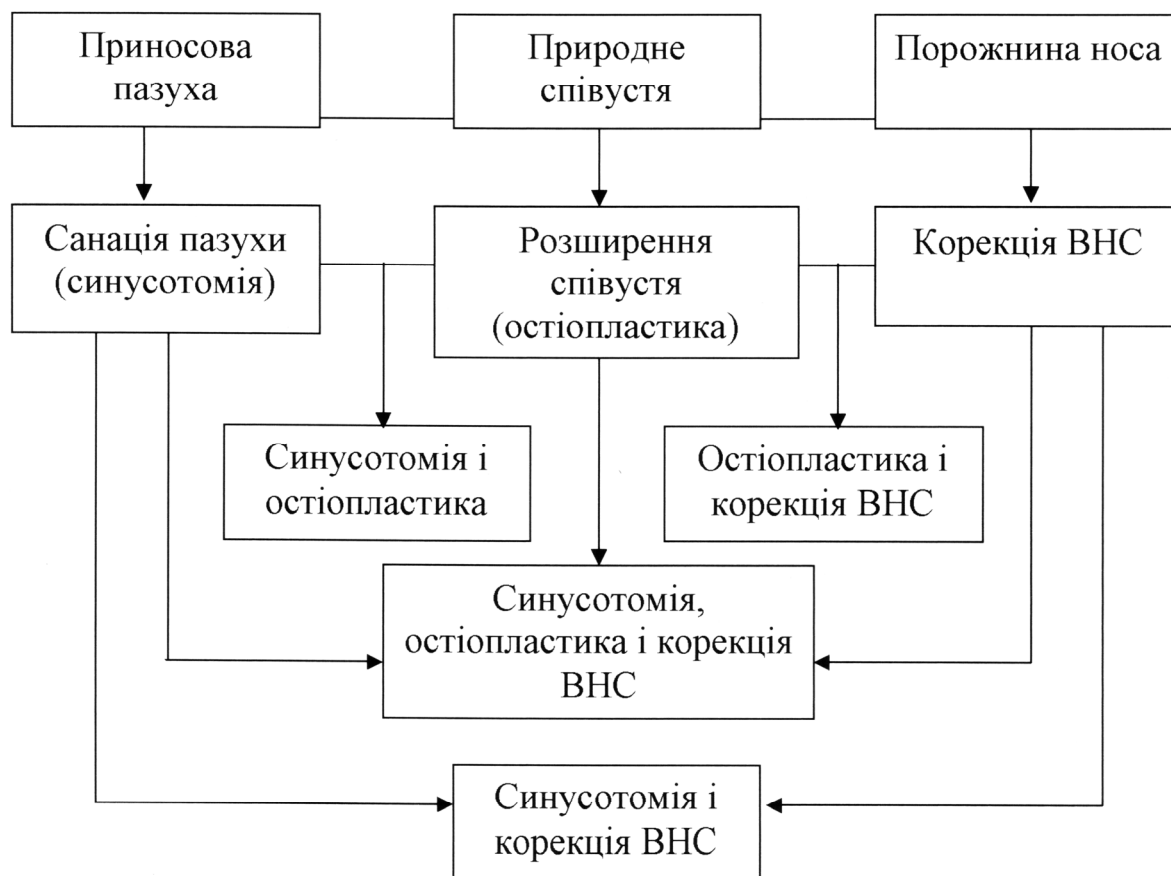 Приносова
пазуха
Природне
співустя
Порожнина носа
Санація пазухи
(синусотомія)
Розширення
співустя
(остіопластика)
Корекція ВНС
Синусотомія і
остіопластика
Остіопластика і
корекція ВНС
Синусотомія,
остіопластика і корекція
ВНС
Синусотомія і
корекція ВНС